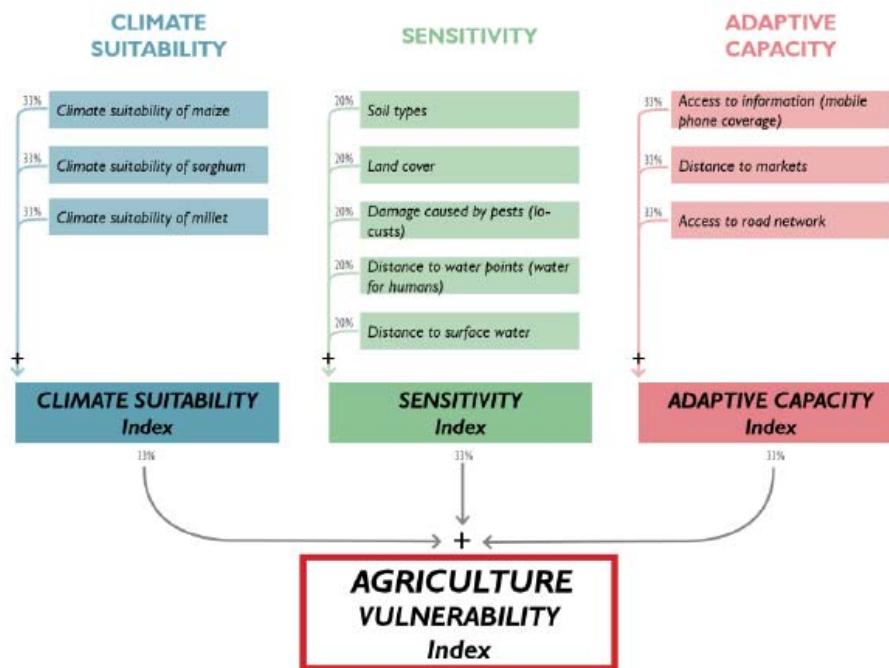 CLIMATE
SUITABILITY
33%
Climate suitability of maize
33%
Climate suitability of sorghum
33%
Climate suitability of millet
+
CLIMATE SUITABILITY
Index
33%
SENSITIVITY
20%
Soil types
20%
Land cover
20%
Damage caused by pests (lo-
custs)
20%
Distance to water points (water
for humans)
20%
Distance to surface water
+
SENSITIVITY
Index
33%
ADAPTIVE
CAPACITY
33%
Access to information (mobile
phone coverage)
33%
Distance to markets
33%
Access to road network
+
ADAPTIVE CAPACITY
Index
33%
+
AGRICULTURE
VULNERABILITY
Index